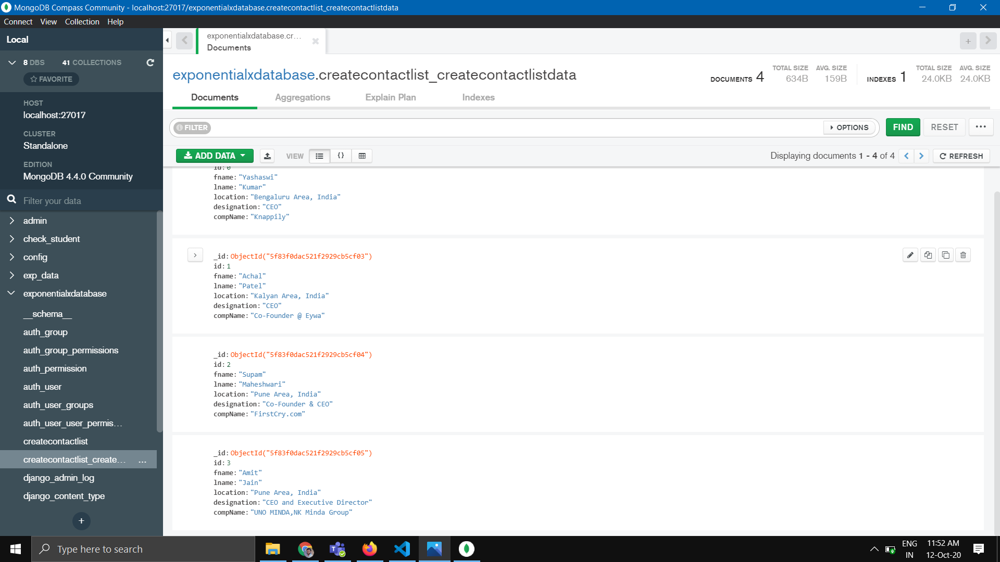 MongoDB Compass Community - localhost:27017/exponentialxdatabase.createcontactlist_createcontactlistdata
Connect View Collection Help
Local
8 DBS 41 COLLECTIONS
FAVORITE
HOST
localhost:27017
CLUSTER
Standalone
EDITION
MongoDB 4.4.0 Community
Filter your data
admin
check_student
config
exp_data
exponentialxdatabase
__schema__
auth_group
auth_group_permissions
auth_permission
auth_user
auth_user_groups
auth_user_user_permis...
createcontactlist
createcontactlist_create... ...
django_admin_log
django_content_type
+
exponentialxdatabase.cr...
Documents
exponentialxdatabase.createcontactlist_createcontactlistdata
DOCUMENTS 4 TOTAL SIZE 634B AVG. SIZE 159B
INDEXES 1 TOTAL SIZE 24.0KB AVG. SIZE 24.0KB
Documents Aggregations Explain Plan Indexes
FILTER OPTIONS FIND RESET ...
ADD DATA VIEW {} Displaying documents 1 - 4 of 4 REFRESH
id: 0
fname: "Yashaswi"
lname: "Kumar"
location: "Bengaluru Area, India"
designation: "CEO"
compName: "Knappily"
_id: ObjectId("5f83f0dac521f2929cb5cf03")
id: 1
fname: "Achal"
lname: "Patel"
location: "Kalyan Area, India"
designation: "CEO"
compName: "Co-Founder @ Eywa"
_id: ObjectId("5f83f0dac521f2929cb5cf04")
id: 2
fname: "Supam"
lname: "Maheshwari"
location: "Pune Area, India"
designation: "Co-Founder & CEO"
compName: "FirstCry.com"
_id: ObjectId("5f83f0dac521f2929cb5cf05")
id: 3
fname: "Amit"
lname: "Jain"
location: "Pune Area, India"
designation: "CEO and Executive Director"
compName: "UNO MINDA,NK Minda Group"
Type here to search
ENG
IN
11:52 AM
12-Oct-20